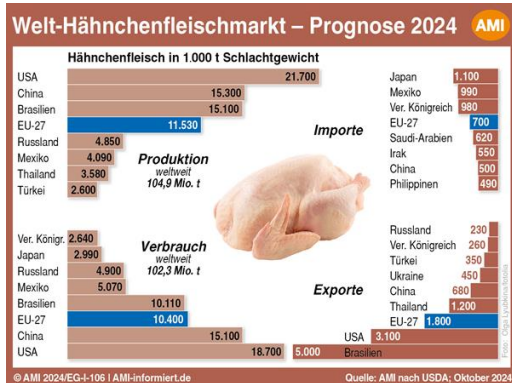 Welt-Hähnchenfleischmarkt – Prognose 2024
AMI
Hähnchenfleisch in 1.000 t Schlachtgewicht
USA 21.700
China 15.300
Brasilien 15.100
EU-27 11.530
Russland 4.850
Mexiko 4.090
Thailand 3.580
Türkei 2.600
Produktion
weltweit
104,9 Mio. t
Importe
Japan 1.100
Mexiko 990
Ver. Königreich 980
EU-27 700
Saudi-Arabien 620
Irak 550
China 500
Philippinen 490
Ver. Königr. 2.640
Japan 2.990
Russland 4.900
Mexiko 5.070
Brasilien 10.110
EU-27 10.400
China 15.100
USA 18.700
Verbrauch
weltweit
102,3 Mio. t
Exporte
Russland 230
Ver. Königreich 260
Türkei 350
Ukraine 450
China 680
Thailand 1.200
EU-27 1.800
USA 3.100
5.000 Brasilien
© AMI 2024/EG-I-106 I AMI-informiert.de
Quelle: AMI nach USDA; Oktober 2024